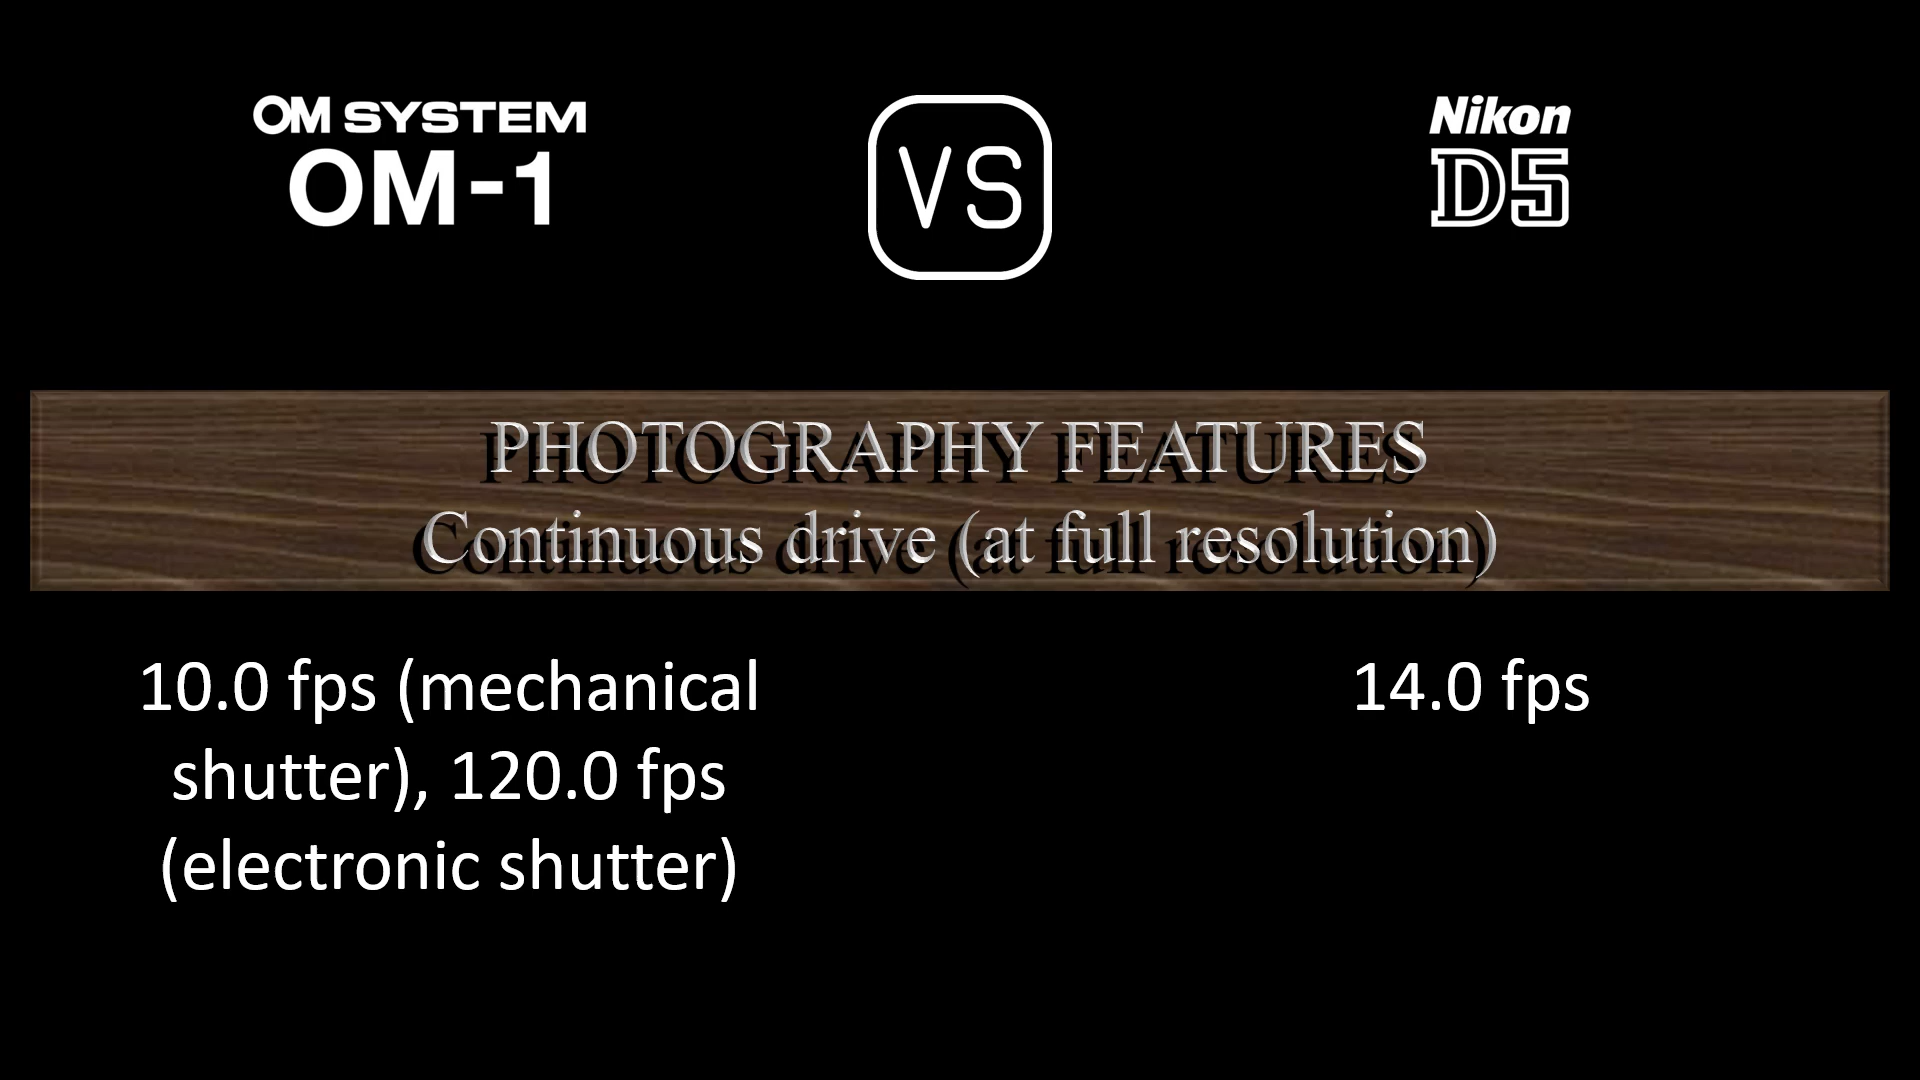 OM SYSTEM
OM-1
VS
Nikon
D5
PHOTOGRAPHY FEATURES
Continuous drive (at full resolution)
10.0 fps (mechanical
shutter), 120.0 fps
(electronic shutter)
14.0 fps